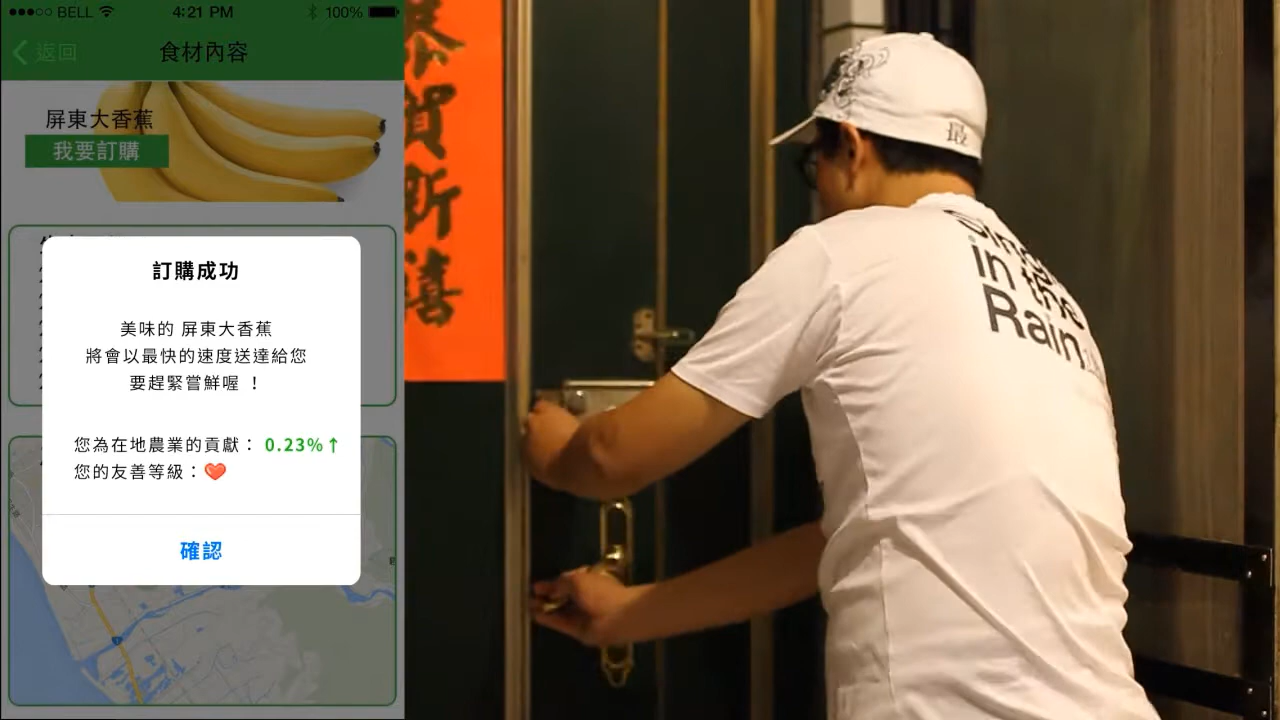 BELL
4:21 PM
100%
返回
食材內容
屏東大香蕉
我要訂購
訂購成功
美味的 屏東大香蕉
將會以最快的速度送達給您
要趕緊嘗鮮喔 ！
您為在地農業的貢獻： 0.23%↑
您的友善等級：❤️
確認
恭賀新禧
最
Singin'
in the
Rain